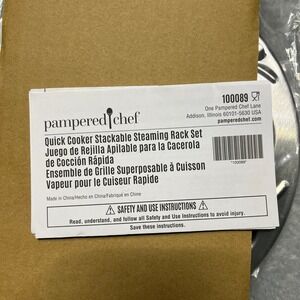 pampered chef
100089
One Pampered Chef Lane
Addison, Illinois 60101-5630 USA
pamperedchef.com
Quick Cooker Stackable Steaming Rack Set
Juego de Rejilla Apilable para la Cacerola
de Cocción Rápida
Ensemble de Grille Superposable à Cuisson
Vapeur pour le Cuiseur Rapide
*100089*
Made in China/Hecho en China/Fabriqué en Chine
SAFETY AND USE INSTRUCTIONS
Read, understand, and follow all Safety and Use Instructions to avoid injury.
Save these instructions.